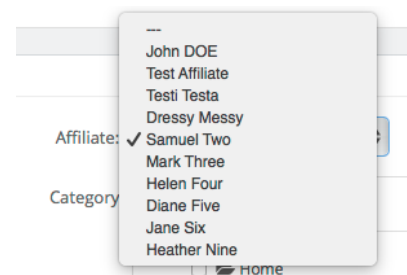 ---
John DOE
Test Affiliate
Testi Testa
Dressy Messy
Affiliate: ✓ Samuel Two
Mark Three
Helen Four
Category
Diane Five
Jane Six
Heather Nine
Home